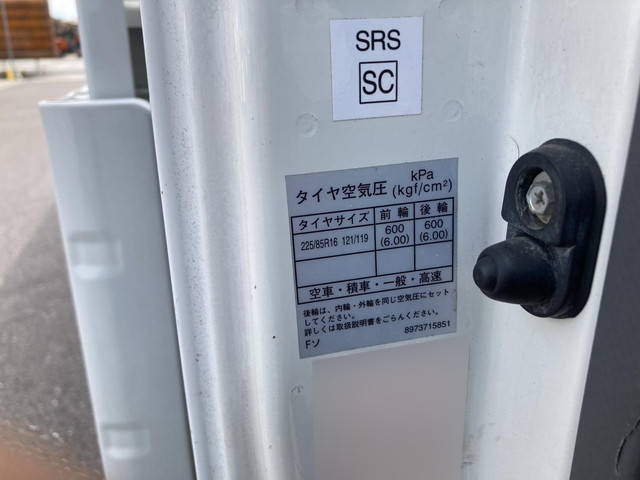 SRS
SC
タイヤ空気圧 kPa (kgf/cm²)
タイヤサイズ 前輪 後輪
225/85R16 121/119 600 (6.00) 600 (6.00)
空車・積車・一般・高速
後輪は、内輪・外輪を同じ空気圧にセット
してください。
詳しくは取扱説明書をごらんください。
Fソ 8973715851